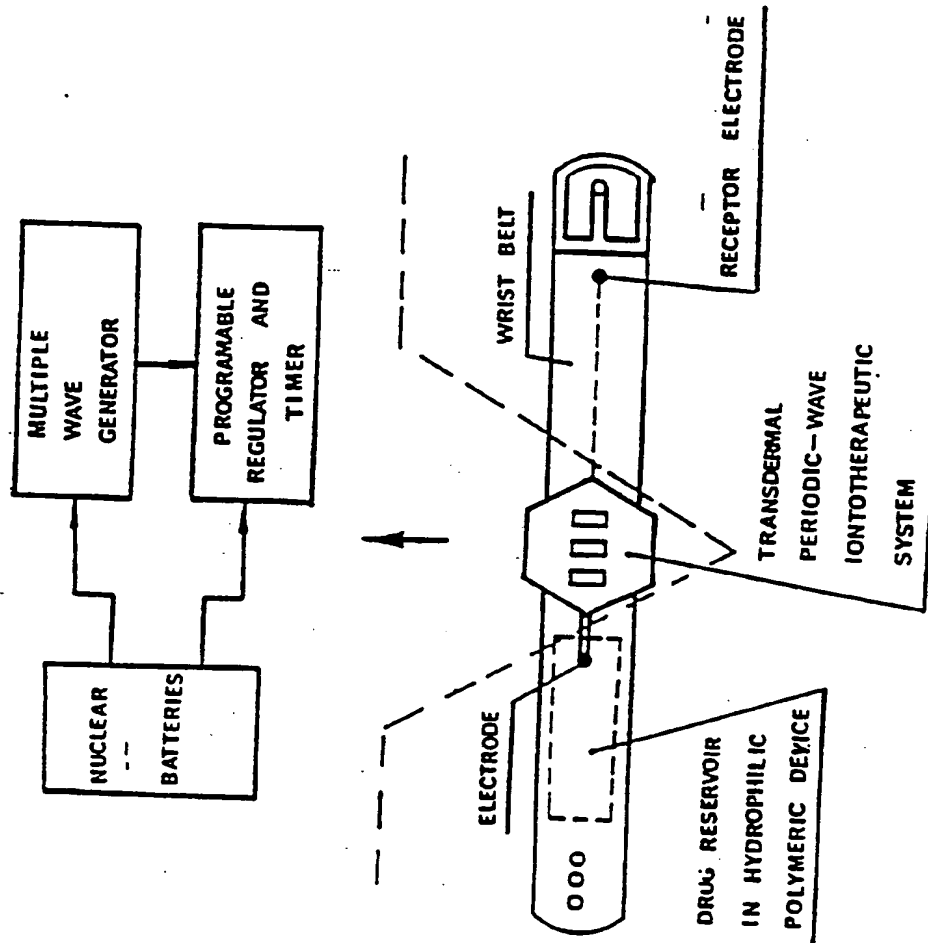 NUCLEAR
BATTERIES
MULTIPLE
WAVE
GENERATOR
PROGRAMABLE
REGULATOR AND
TIMER
ELECTRODE
WRIST BELT
DRUG RESERVOIR
IN HYDROPHILIC
POLYMERIC DEVICE
TRANSDERMAL
PERIODIC-WAVE
IONTOTHERAPEUTIC
SYSTEM
RECEPTOR ELECTRODE